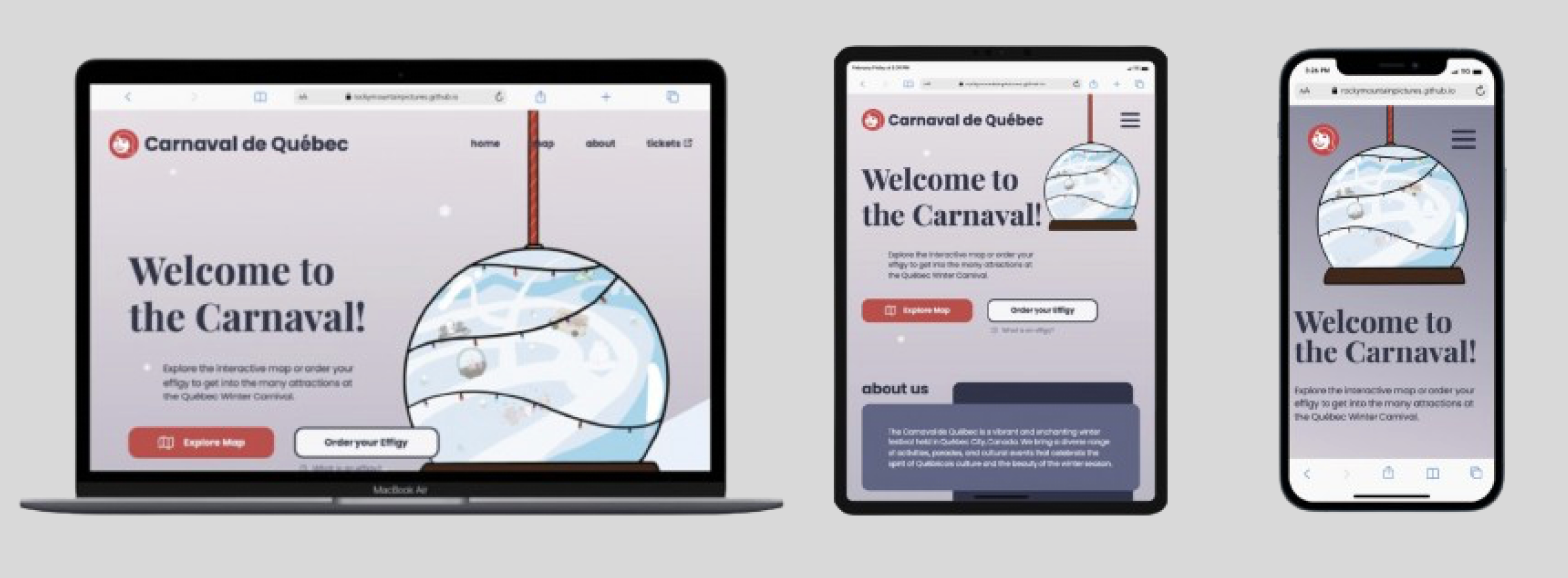 rockymountainpictures.github.io
Carnaval de Québec
home
about
tickets
Welcome to
the Carnaval!
Explore the interactive map or order your
effigy to get into the many attractions at
the Québec Winter Carnival.
Explore Map
Order your Effigy
What is an effigy?
MacBook Air
rockymountainpictures.github.io
Carnaval de Québec
Welcome to
the Carnaval!
Explore the interactive map or order your
effigy to get into the many attractions at
the Québec Winter Carnival.
Explore Map
Order your Effigy
What is an effigy?
about us
The Carnaval de Québec is a vibrant and enchanting winter
festival held in Québec City, Canada. We bring a diverse range
of activities, parades, and cultural events that celebrate the
spirit of Québécois culture and the beauty of the winter season.
3:26 PM
5G
AA
rockymountainpictures.github.io
Welcome to
the Carnaval!
Explore the interactive map or order your
effigy to get into the many attractions at
the Québec Winter Carnival.